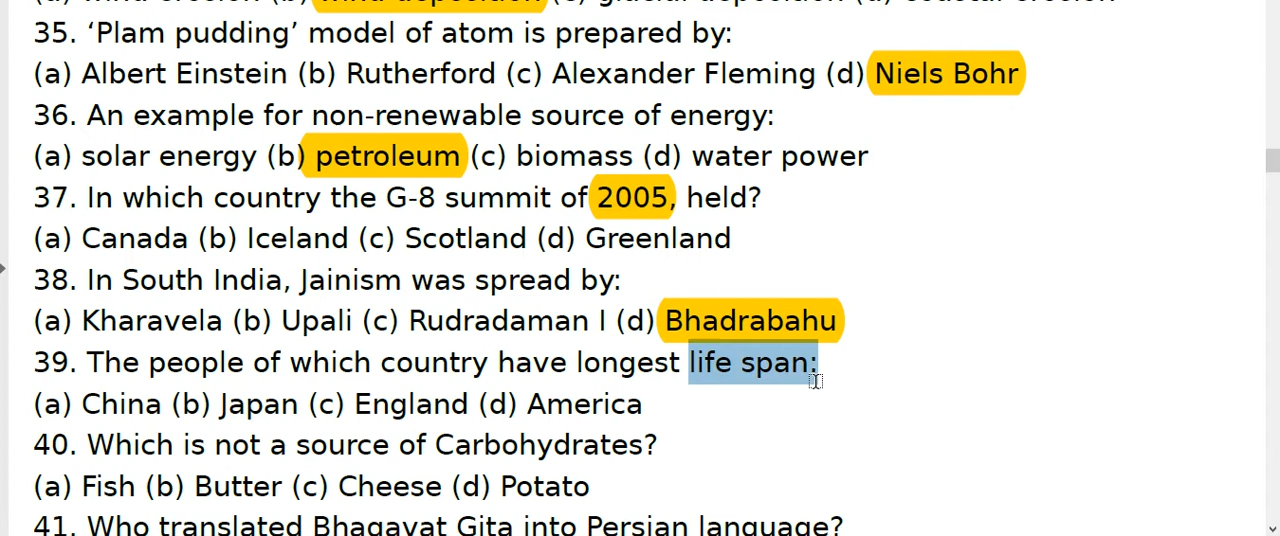 35. ‘Plam pudding’ model of atom is prepared by:
(a) Albert Einstein (b) Rutherford (c) Alexander Fleming (d) Niels Bohr
36. An example for non-renewable source of energy:
(a) solar energy (b) petroleum (c) biomass (d) water power
37. In which country the G-8 summit of 2005, held?
(a) Canada (b) Iceland (c) Scotland (d) Greenland
38. In South India, Jainism was spread by:
(a) Kharavela (b) Upali (c) Rudradaman I (d) Bhadrabahu
39. The people of which country have longest life span:
(a) China (b) Japan (c) England (d) America
40. Which is not a source of Carbohydrates?
(a) Fish (b) Butter (c) Cheese (d) Potato
41. Who translated Bhagavat Gita into Persian language?